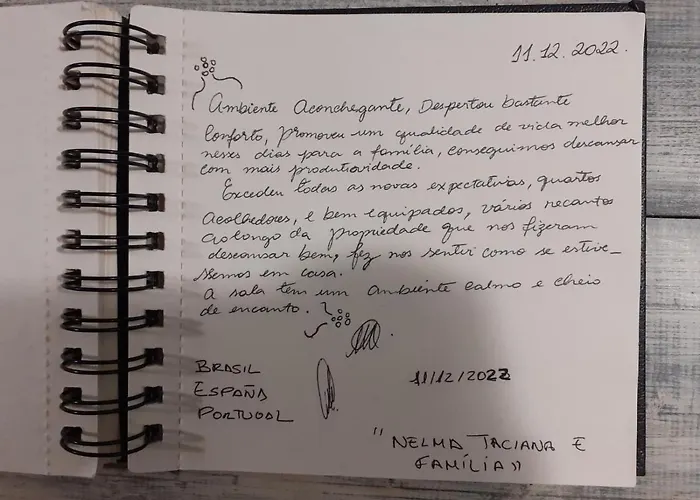 11.12.2022.
Ambiente Aconchegante, Despertou bastante
Conforto, promoveu um qualidade de vida melhor
neses dias para a família, conseguimos descansar
com mais produtividade.
Excedeu todas as novas expectativas, quartos
acolhedores, e bem equipados, vários recantos
ao longo da propriedade que nos fizeram
descansar bem, fez nos sentir como se estive_
ssemos em casa.
A sala tem um ambiente calmo e cheio
de encanto.
BRASIL
ESPAÑA
PORTUGAL
11/12/2022
"NELMA TACIANA E
FAMÍLIA"